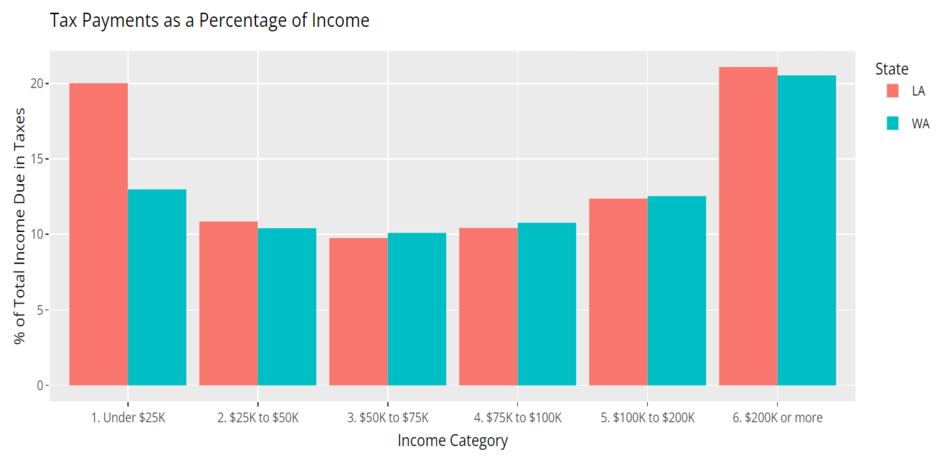 Tax Payments as a Percentage of Income
% of Total Income Due in Taxes
20
15
10
5
0
1. Under $25K
2. $25K to $50K
3. $50K to $75K
4. $75K to $100K
5. $100K to $200K
6. $200K or more
Income Category
State
LA
WA